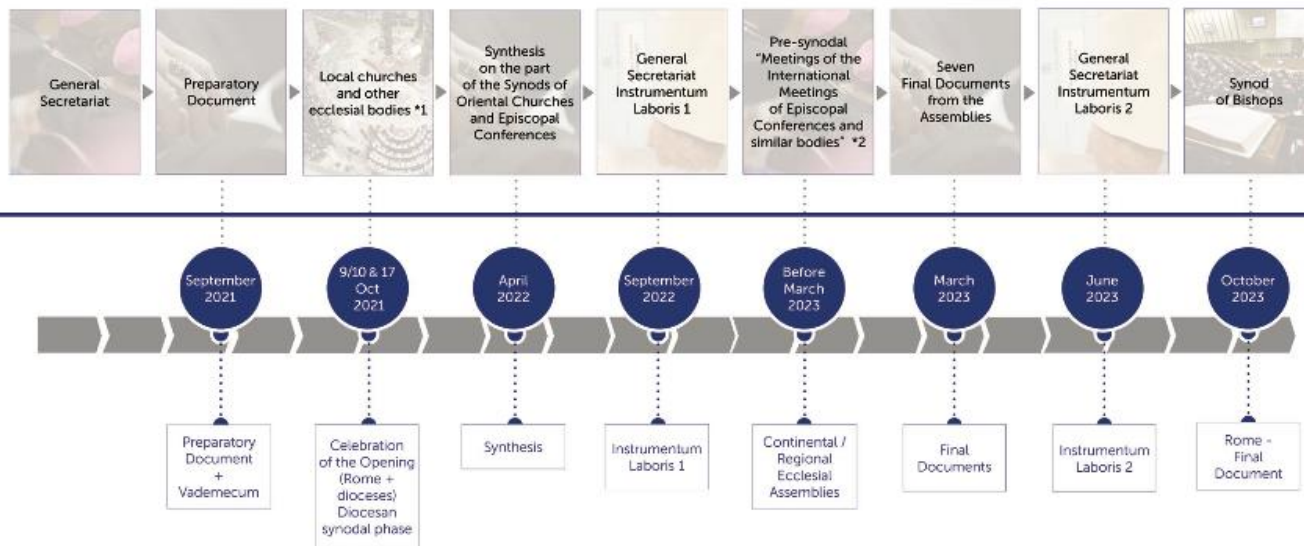 General
Secretariat
Preparatory
Document
Local churches
and other
ecclesial bodies *1
Synthesis
on the part
of the Synods of
Oriental Churches
and Episcopal
Conferences
General
Secretariat
Instrumentum
Laboris 1
Pre-synodal
"Meetings of the
International
Meetings
of Episcopal
Conferences and
similar bodies" *2
Seven
Final Documents
from the
Assemblies
General
Secretariat
Instrumentum
Laboris 2
Synod
of Bishops
September
2021
9/10 & 17
Oct
2021
April
2022
September
2022
Before
March
2023
March
2023
June
2023
October
2023
Preparatory
Document
+
Vademecum
Celebration
of the Opening
(Rome +
dioceses)
Diocesan
synodal phase
Synthesis
Instrumentum
Laboris 1
Continental /
Regional
Ecclesial
Assemblies
Final
Documents
Instrumentum
Laboris 2
Rome -
Final
Document